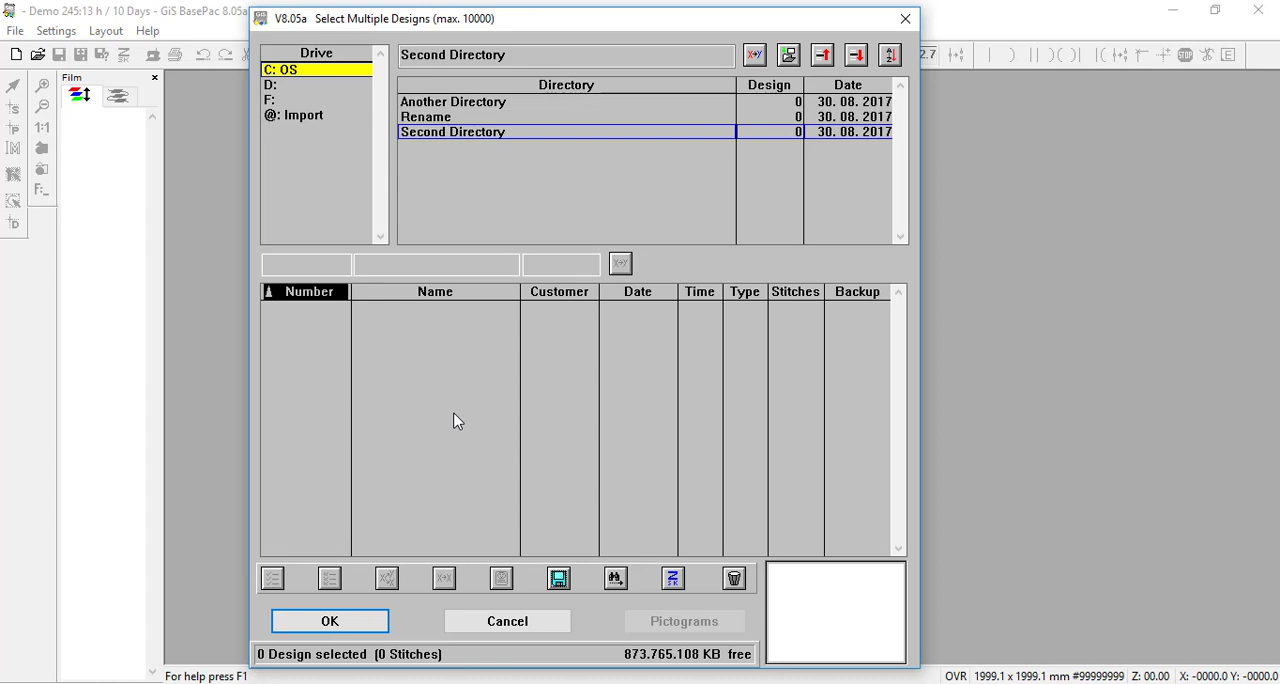 - Demo 245:13 h / 10 Days - GiS BasePac 8.05a
File Settings Layout Help
Film
V8.05a Select Multiple Designs (max. 10000)
Drive
C: OS
D:
F:
@: Import
Second Directory
Directory Design Date
Another Directory 0 30. 08. 2017
Rename 0 30. 08. 2017
Second Directory 0 30. 08. 2017
Number Name Customer Date Time Type Stitches Backup
OK Cancel Pictograms
0 Design selected (0 Stitches) 873.765.108 KB free
For help press F1
OVR 1999.1 x 1999.1 mm #99999999 Z: 00.00 X: -0000.0 Y: -0000.0